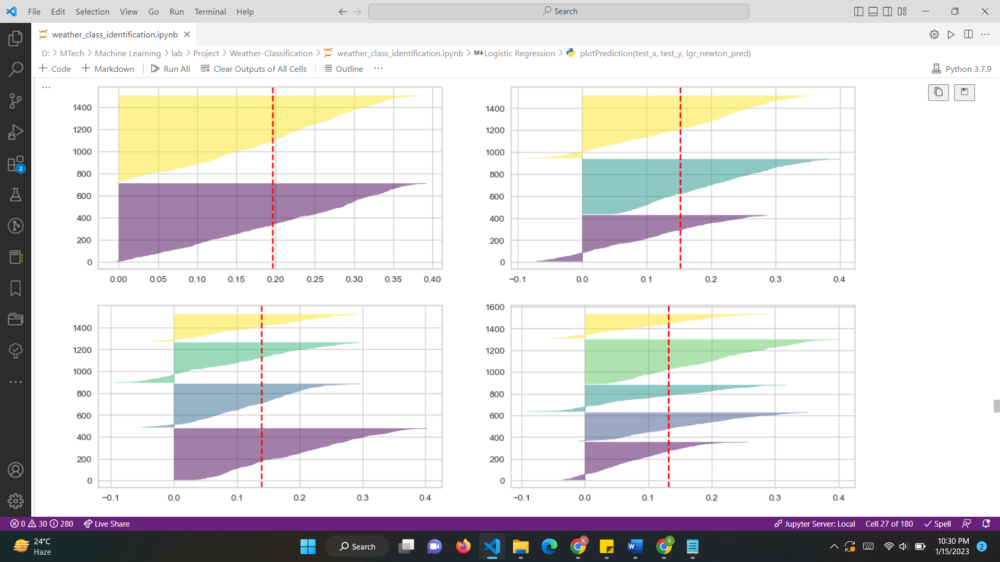 File Edit Selection View Go Run Terminal Help Search
weather_class_identification.ipynb
D: > MTech > Machine Learning > lab > Project > Weather-Classification > weather_class_identification.ipynb > M↓Logistic Regression > plotPrediction(test_x, test_y, lgr_newton_pred)
+ Code + Markdown Run All Clear Outputs of All Cells Outline ... Python 3.7.9
2
...
1400
1200
1000
800
600
400
200
0
0.00 0.05 0.10 0.15 0.20 0.25 0.30 0.35 0.40
1400
1200
1000
800
600
400
200
0
−0.1 0.0 0.1 0.2 0.3 0.4
1400
1200
1000
800
600
400
200
0
−0.1 0.0 0.1 0.2 0.3 0.4
1600
1400
1200
1000
800
600
400
200
0
−0.1 0.0 0.1 0.2 0.3 0.4
0 30 280 Live Share Jupyter Server: Local Cell 27 of 180 Spell
24°C
Haze
Search
K
W
k
10:30 PM
1/15/2023
2